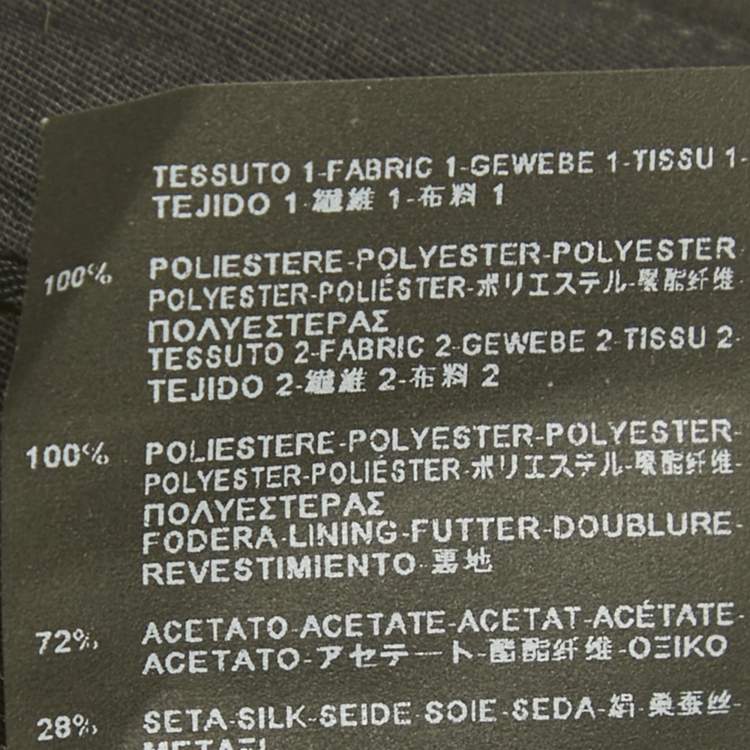 TESSUTO 1-FABRIC 1-GEWEBE 1-TISSU 1-
TEJIDO 1-繊維 1-布料 1
100% POLIESTERE-POLYESTER-POLYESTER
POLYESTER-POLIÉSTER-ポリエステル-聚酯纤维-
ΠΟΛΥΕΣΤΕΡΑΣ
TESSUTO 2-FABRIC 2-GEWEBE 2-TISSU 2-
TEJIDO 2-繊維 2-布料 2
100% POLIESTERE-POLYESTER-POLYESTER-
POLYESTER-POLIÉSTER-ポリエステル-聚酯纤维-
ΠΟΛΥΕΣΤΕΡΑΣ
FODERA-LINING-FUTTER-DOUBLURE-
REVESTIMIENTO-裏地
72% ACETATO-ACETATE-ACETAT-ACÉTATE-
ACETATO-アセテート-醋酯纤维-ΟΞΙΚΟ
28% SETA-SILK-SEIDE-SOIE-SEDA-絹-桑蚕丝-
ΜΕΤΑΞΙ